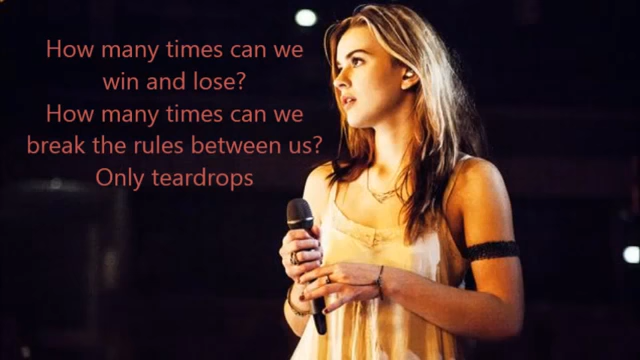 How many times can we
win and lose?
How many times can we
break the rules between us?
Only teardrops